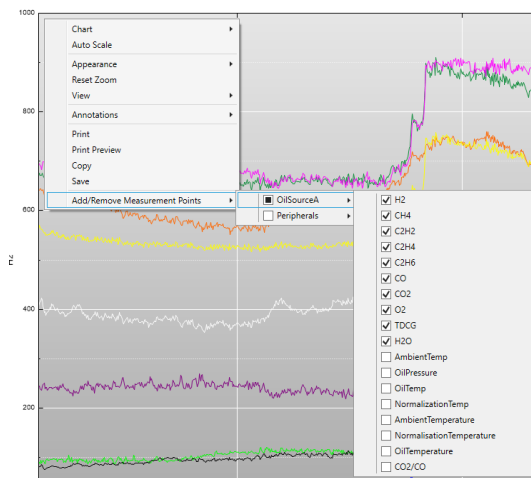 1000
800
600
400
200
H2
Chart
Auto Scale
Appearance
Reset Zoom
View
Annotations
Print
Print Preview
Copy
Save
Add/Remove Measurement Points
OilSourceA
Peripherals
H2
CH4
C2H2
C2H4
C2H6
CO
CO2
O2
TDCG
H2O
AmbientTemp
OilPressure
OilTemp
NormalizationTemp
AmbientTemperature
NormalisationTemperature
OilTemperature
CO2/CO